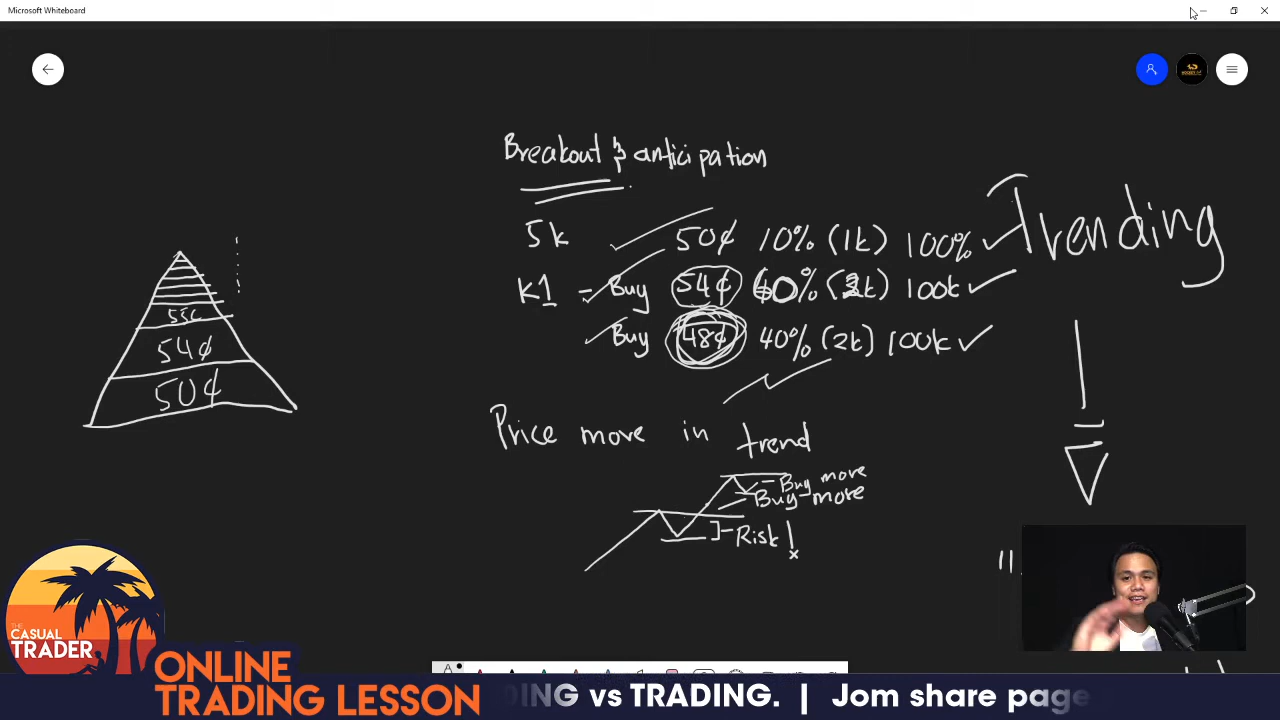 Microsoft Whiteboard
Breakout & anticipation
5k 50¢ 10% (1k) 100%
K1 - Buy 54¢ 60% (3k) 100k
Buy 48¢ 40% (2k) 100k
Trending
55¢
54¢
50¢
Price move in trend
Buy more
Buy more
Risk!
THE
CASUAL
TRADER
ONLINE
TRADING LESSON
DING vs TRADING. | Jom share page